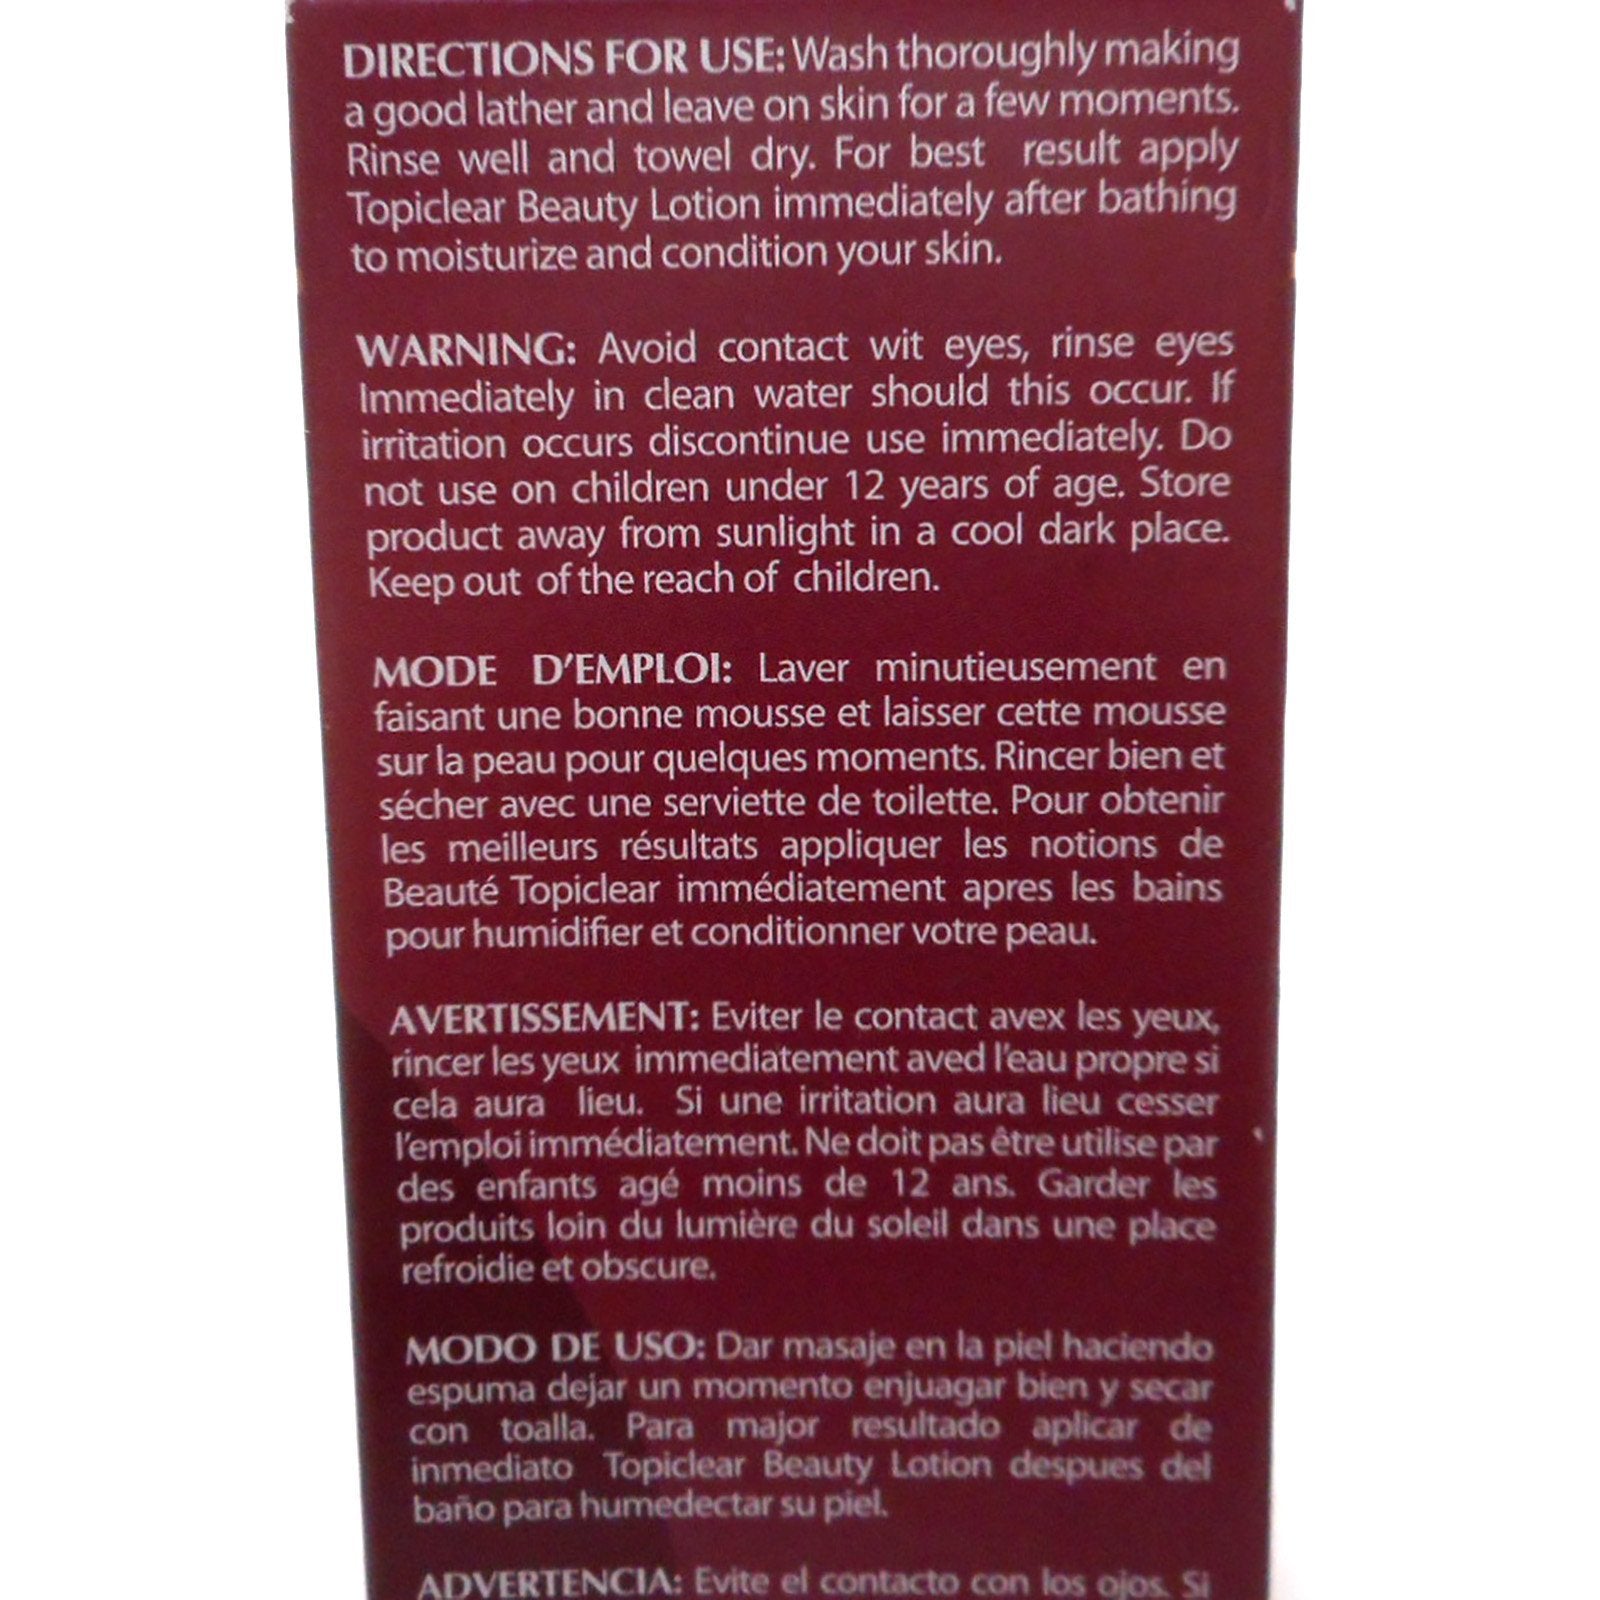 DIRECTIONS FOR USE: Wash thoroughly making
a good lather and leave on skin for a few moments.
Rinse well and towel dry. For best result apply
Topiclear Beauty Lotion immediately after bathing
to moisturize and condition your skin.
WARNING: Avoid contact wit eyes, rinse eyes
Immediately in clean water should this occur. If
irritation occurs discontinue use immediately. Do
not use on children under 12 years of age. Store
product away from sunlight in a cool dark place.
Keep out of the reach of children.
MODE D'EMPLOI: Laver minutieusement en
faisant une bonne mousse et laisser cette mousse
sur la peau pour quelques moments. Rincer bien et
sécher avec une serviette de toilette. Pour obtenir
les meilleurs résultats appliquer les notions de
Beauté Topiclear immédiatement apres les bains
pour humidifier et conditionner votre peau.
AVERTISSEMENT: Eviter le contact avex les yeux,
rincer les yeux immediatement aved l'eau propre si
cela aura lieu. Si une irritation aura lieu cesser
l'emploi immédiatement. Ne doit pas être utilise par
des enfants agé moins de 12 ans. Garder les
produits loin du lumière du soleil dans une place
refroidie et obscure.
MODO DE USO: Dar masaje en la piel haciendo
espuma dejar un momento enjuagar bien y secar
con toalla. Para major resultado aplicar de
inmediato Topiclear Beauty Lotion despues del
baño para humedectar su piel.
ADVERTENCIA: Evite el contacto con los ojos. Si